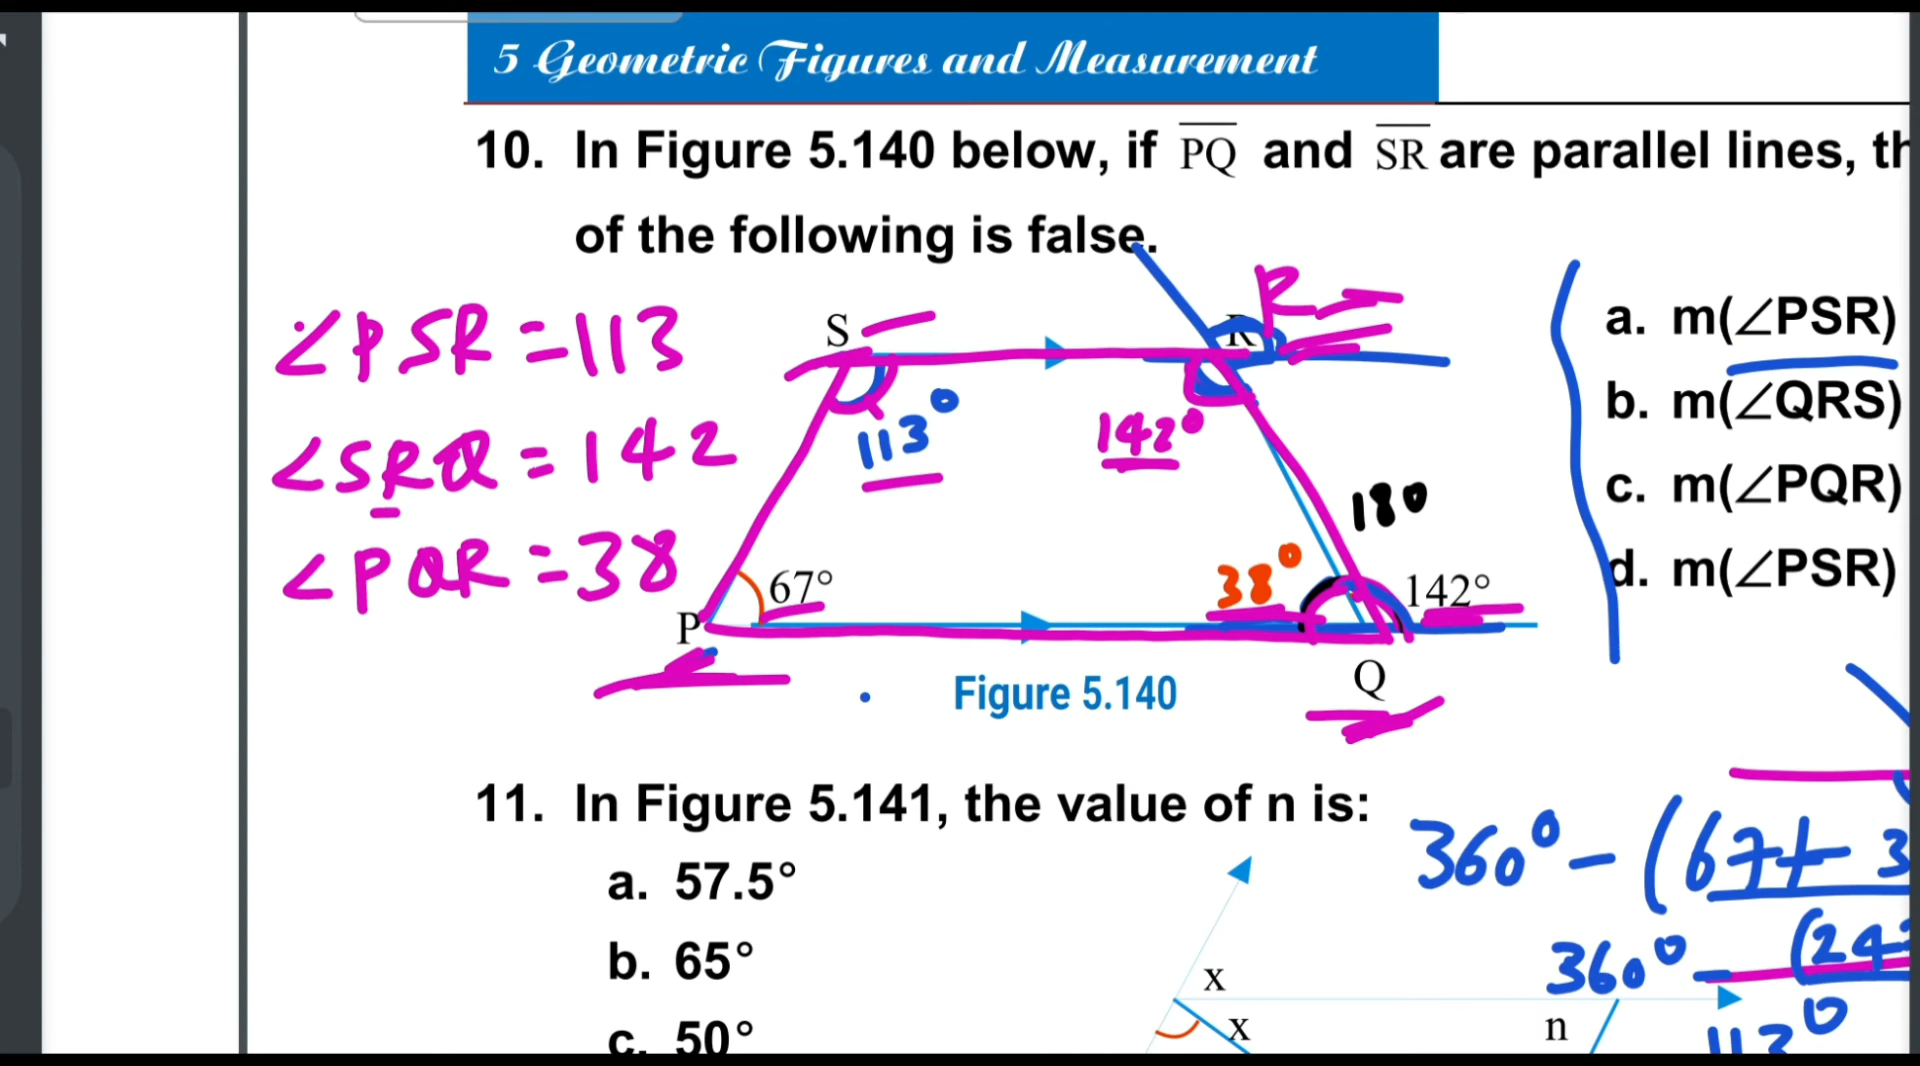 5 Geometric Figures and Measurement
10. In Figure 5.140 below, if PQ and SR are parallel lines, th
of the following is false.
∠PSR = 113
∠SRQ = 142
∠PQR = 38
S
R
R
113°
142°
180
67°
38°
142°
P
Q
Figure 5.140
a. m(∠PSR)
b. m(∠QRS)
c. m(∠PQR)
d. m(∠PSR)
11. In Figure 5.141, the value of n is:
a. 57.5°
b. 65°
c. 50°
360° - (67+ 3
360° - (24
113°
x
x
n